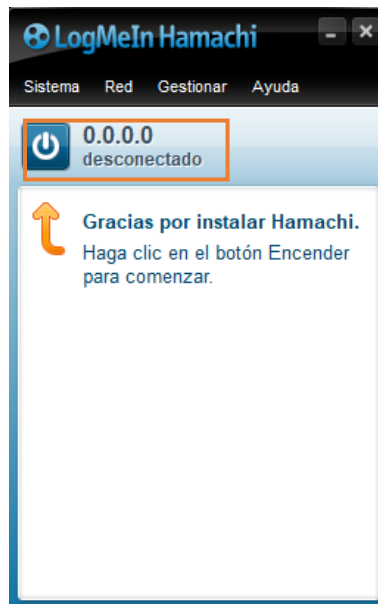 LogMeIn Hamachi
Sistema Red Gestionar Ayuda
0.0.0.0
desconectado
Gracias por instalar Hamachi.
Haga clic en el botón Encender
para comenzar.